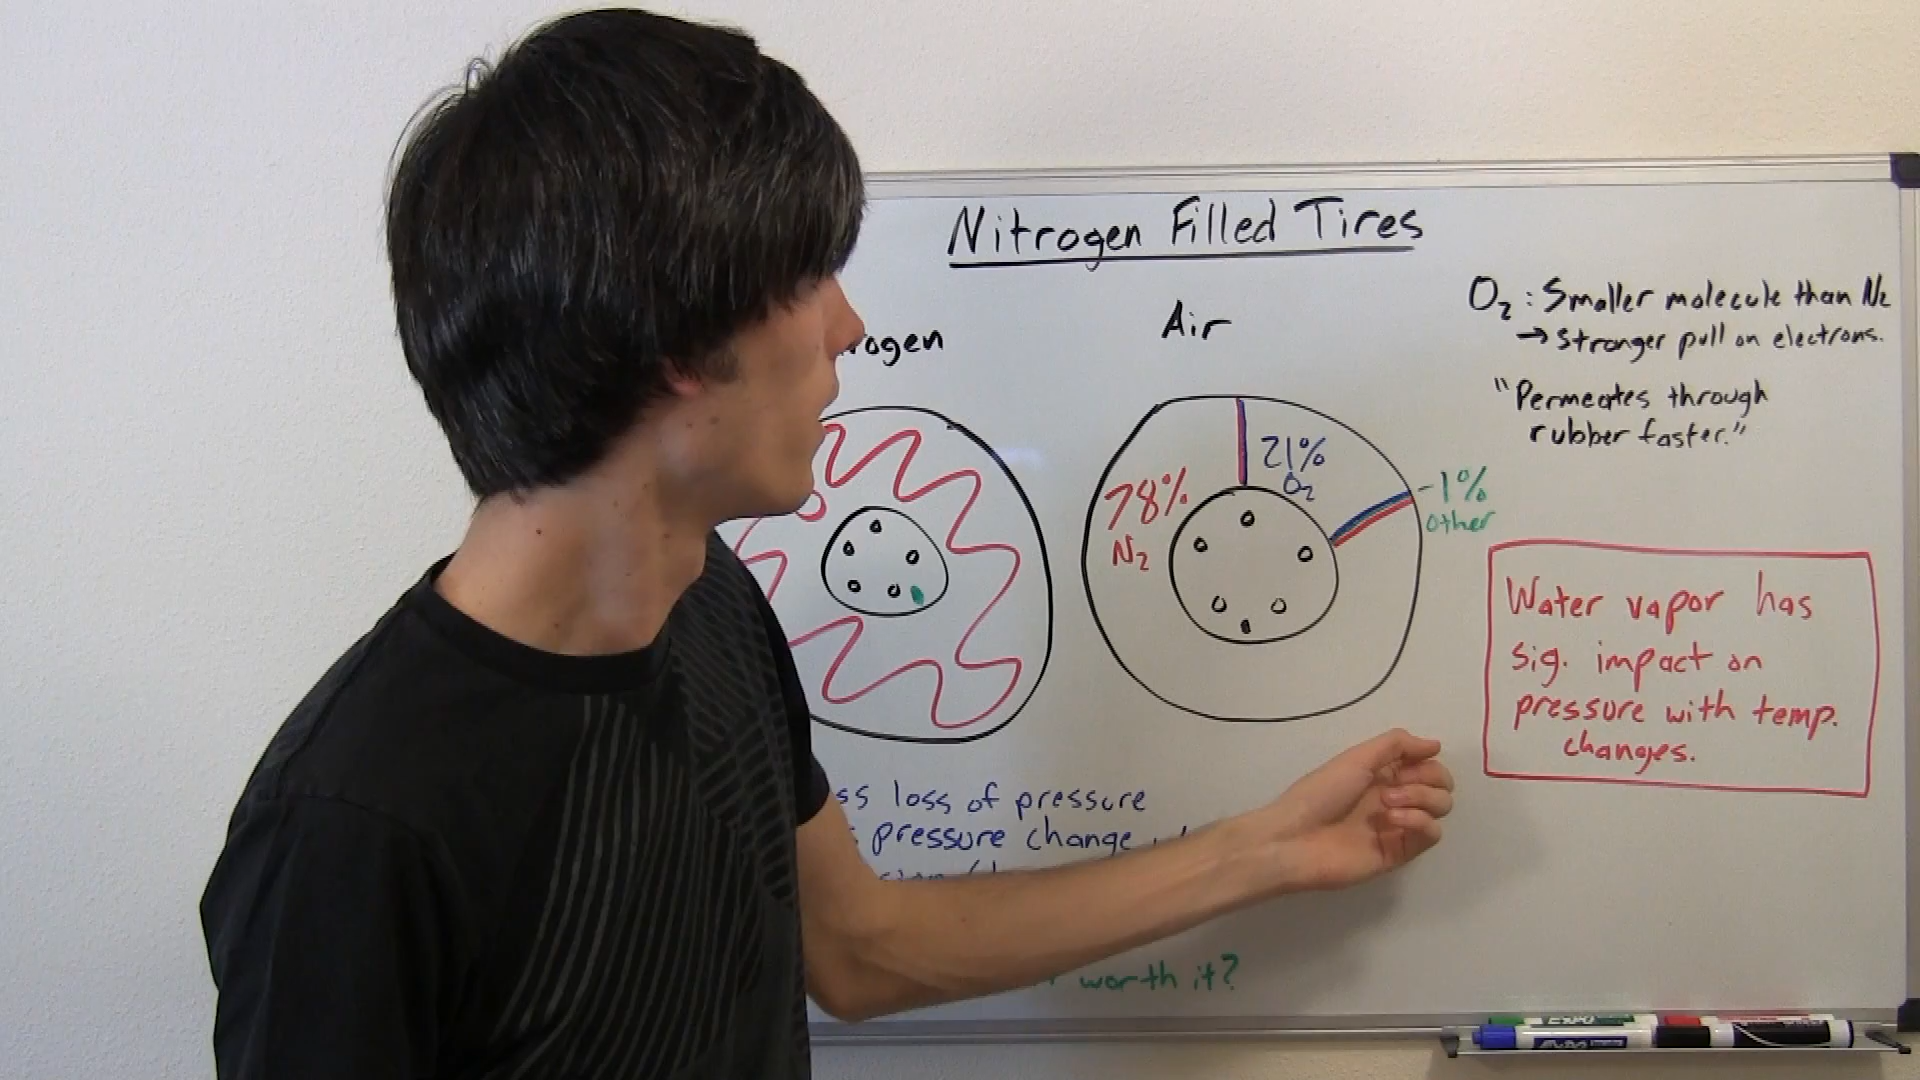 Nitrogen Filled Tires
rogen
Air
O2 : Smaller molecule than N2
→ stronger pull on electrons.
"Permeates through
rubber faster."
78%
N2
21%
O2
~1%
other
Water vapor has
sig. impact on
pressure with temp.
changes.
ss loss of pressure
pressure change
worth it?
EXPO
EXPO